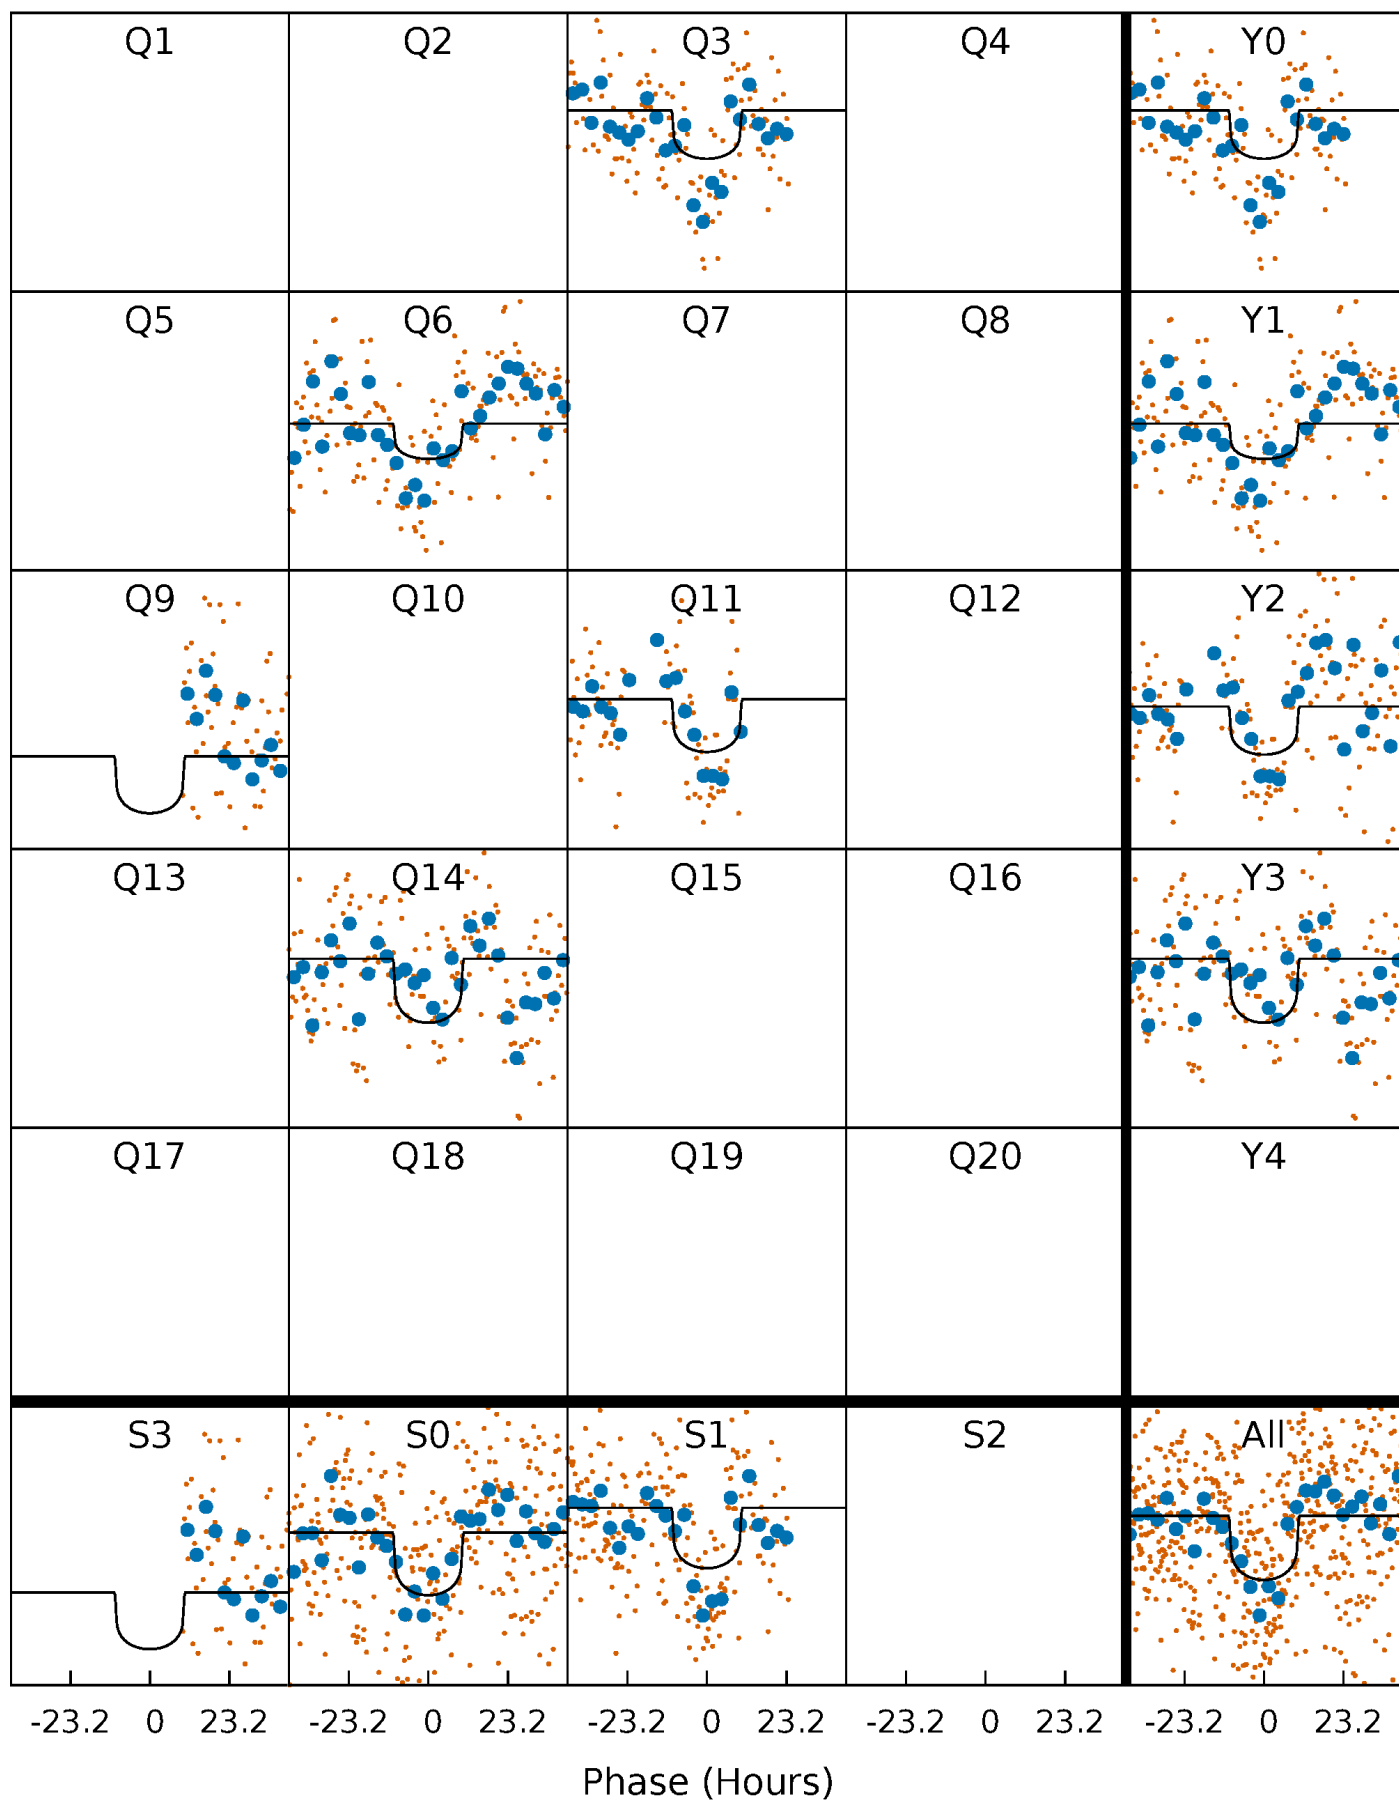 Q1 Q2 Q3 Q4 Y0
Q5 Q6 Q7 Q8 Y1
Q9 Q10 Q11 Q12 Y2
Q13 Q14 Q15 Q16 Y3
Q17 Q18 Q19 Q20 Y4
S3 S0 S1 S2 All
-23.2 0 23.2 -23.2 0 23.2 -23.2 0 23.2 -23.2 0 23.2 -23.2 0 23.2
Phase (Hours)